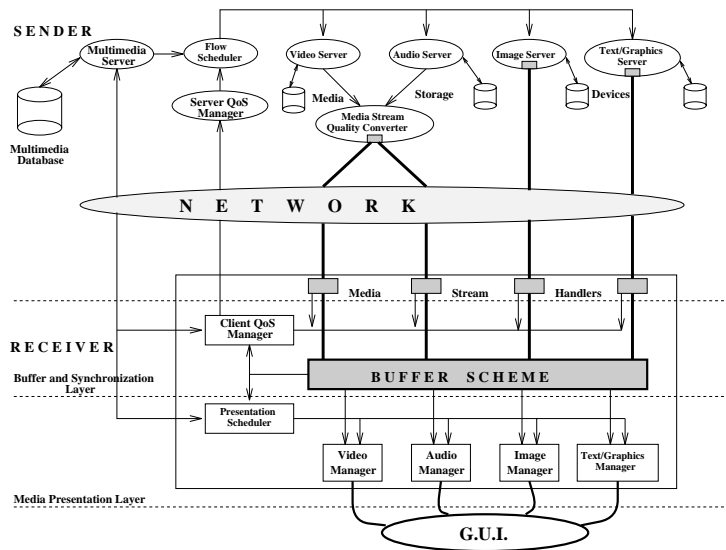 SENDER
Multimedia
Server
Flow
Scheduler
Video Server
Audio Server
Image Server
Text/Graphics
Server
Multimedia
Database
Server QoS
Manager
Media
Storage
Devices
Media Stream
Quality Converter
NETWORK
Media
Stream
Handlers
Client QoS
Manager
RECEIVER
Buffer and Synchronization
Layer
BUFFER SCHEME
Presentation
Scheduler
Video
Manager
Audio
Manager
Image
Manager
Text/Graphics
Manager
Media Presentation Layer
G.U.I.